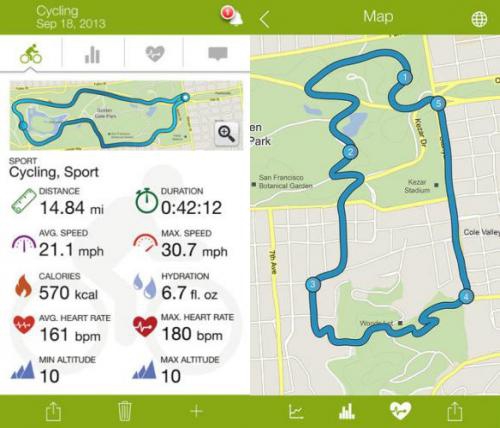 Cycling
Sep 18, 2013
1
Golden
Gate Park
SPORT
Cycling, Sport
DISTANCE
14.84 mi
DURATION
0:42:12
AVG. SPEED
21.1 mph
MAX. SPEED
30.7 mph
CALORIES
570 kcal
HYDRATION
6.7 fl. oz
AVG. HEART RATE
161 bpm
MAX. HEART RATE
180 bpm
MIN ALTITUDE
10
MAX ALTITUDE
10
Map
1
5
Kezar Dr
den
Park
2
San Francisco
Botanical Garden
Kezar
Stadium
Cole Valley
7th Ave
3
4